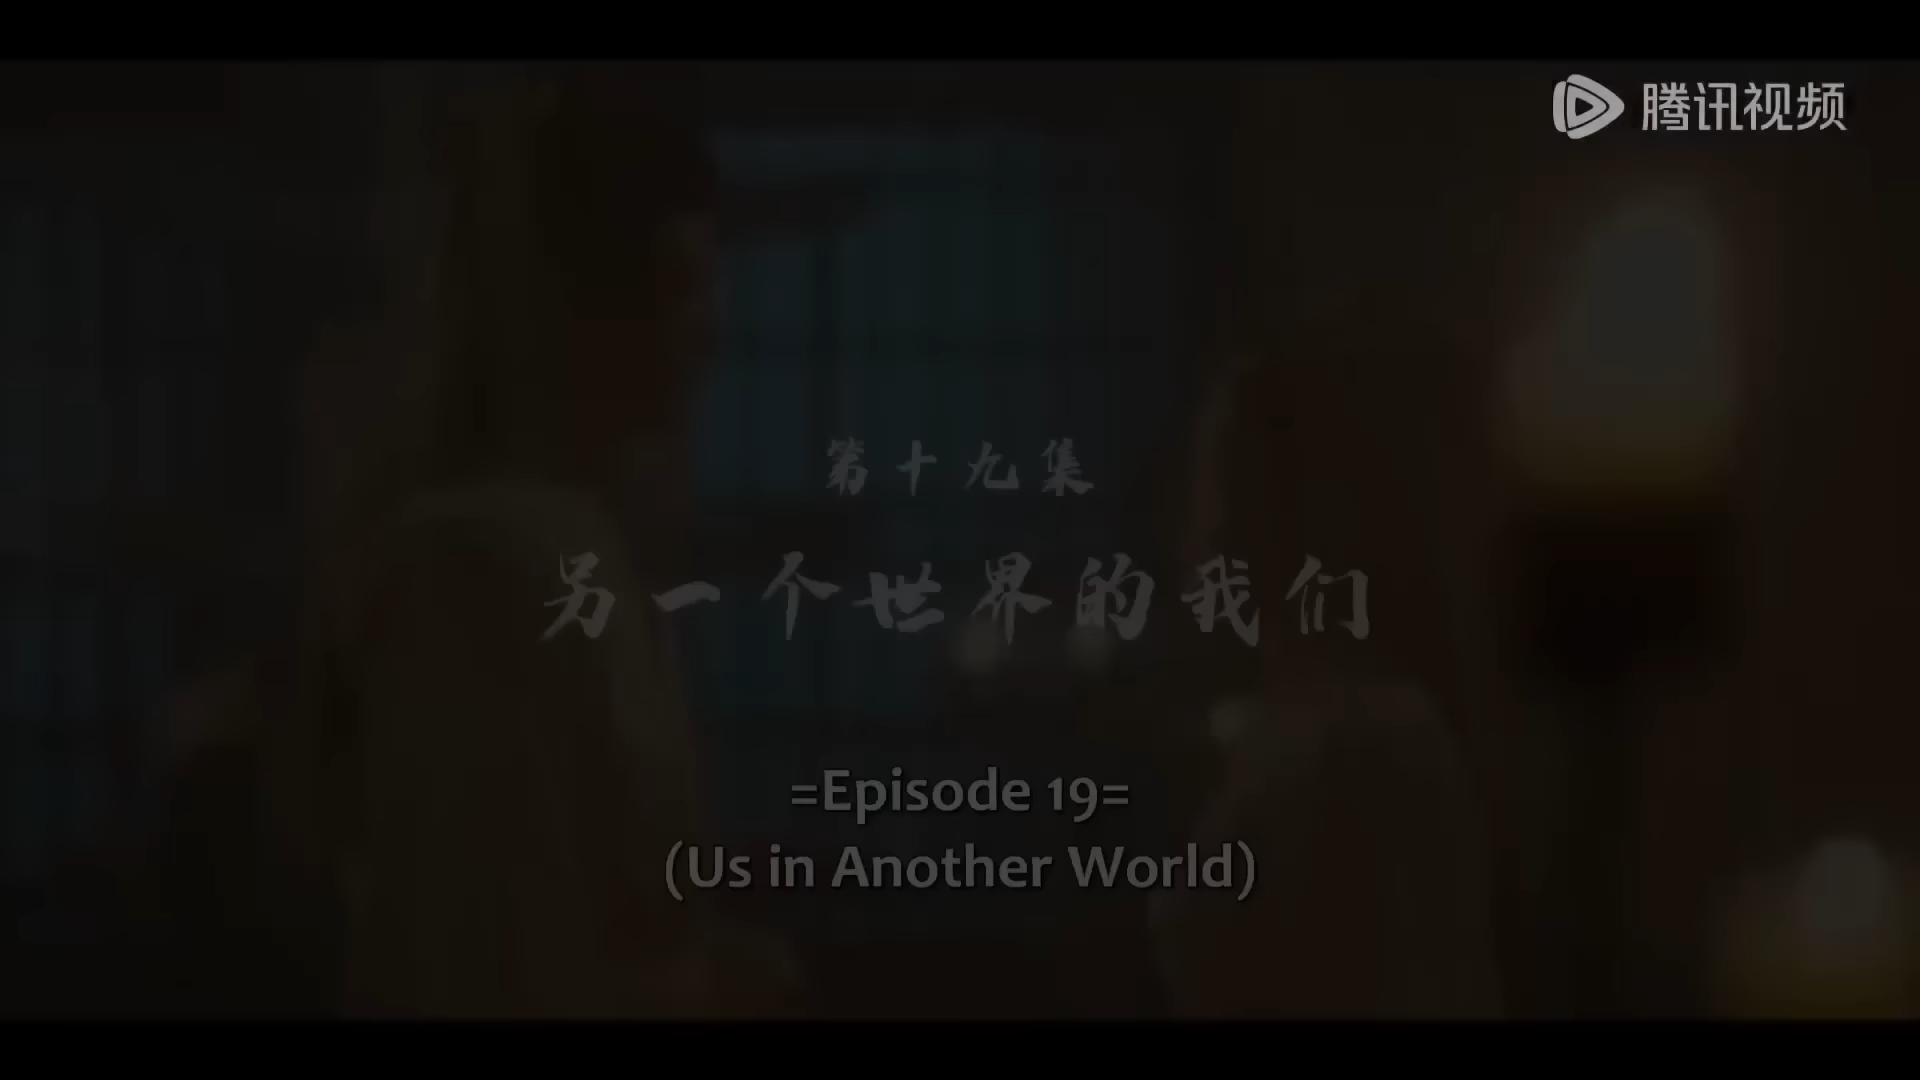 腾讯视频
第十九集
另一个世界的我们
=Episode 19=
(Us in Another World)